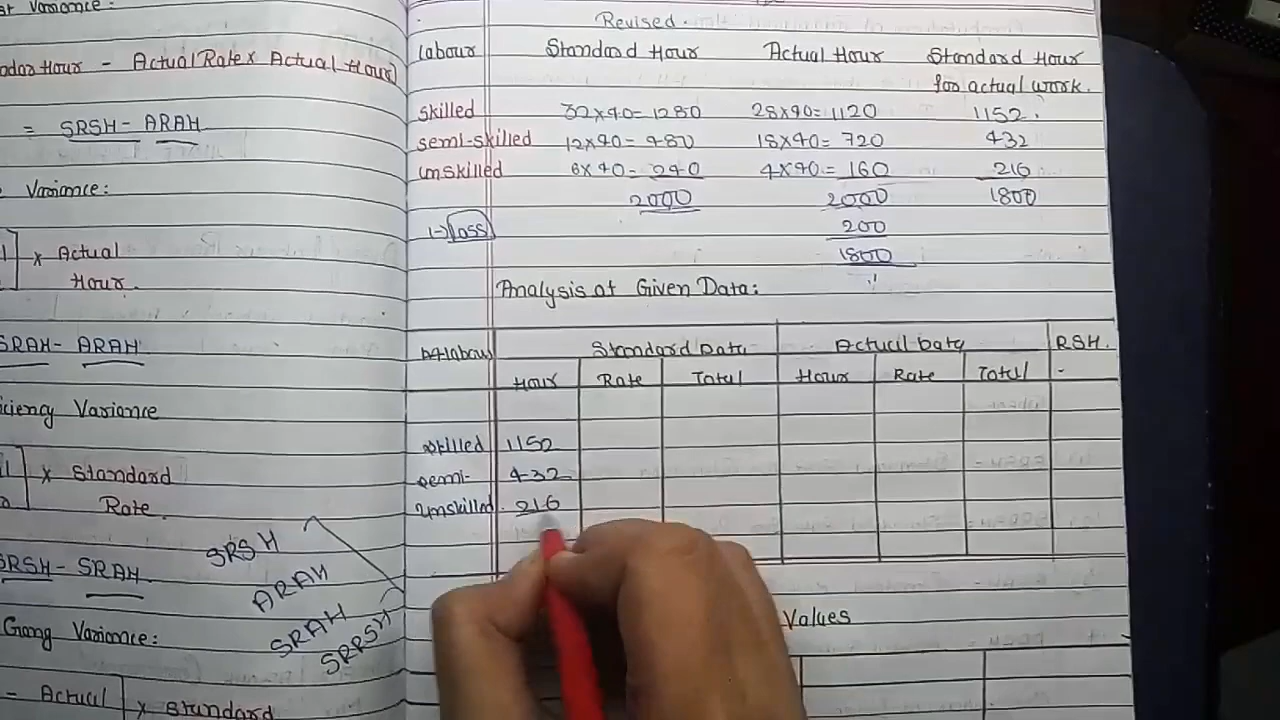 st Variance:
Hour - Actual Rate x Actual Hour
= SRSH - ARAH
Variance:
x Actual
Hour.
SRAH - ARAH
iciency Variance
x Standard
Rate
SRSH - SRAH
Gang Variance:
- Actual x Standard
SRSH
ARAH
SRAH
SRRSH
Revised.
Labour Standard Hour Actual Hour Standard Hour
for actual work.
skilled 32x40=1280 28x40=1120 1152.
semi-skilled 12x40=480 18x40=720 432
unskilled 6x40=240 4x40=160 216
2000 2000 1800
(-) loss 200
1800
Analysis of Given Data:
labour Standard Data Actual Data RSH.
Hour Rate Total Hour Rate Total -
skilled 1152
semi- 432
unskilled. 216
Values